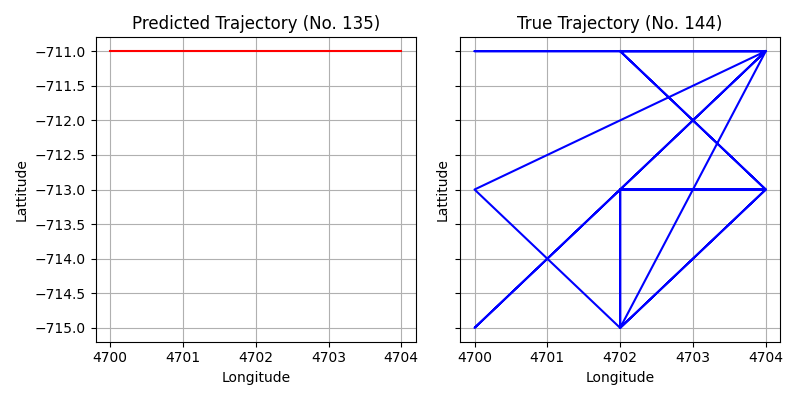 Predicted Trajectory (No. 135)
True Trajectory (No. 144)
−711.0
−711.5
−712.0
−712.5
−713.0
−713.5
−714.0
−714.5
−715.0
Lattitude
Lattitude
4700 4701 4702 4703 4704
4700 4701 4702 4703 4704
Longitude
Longitude